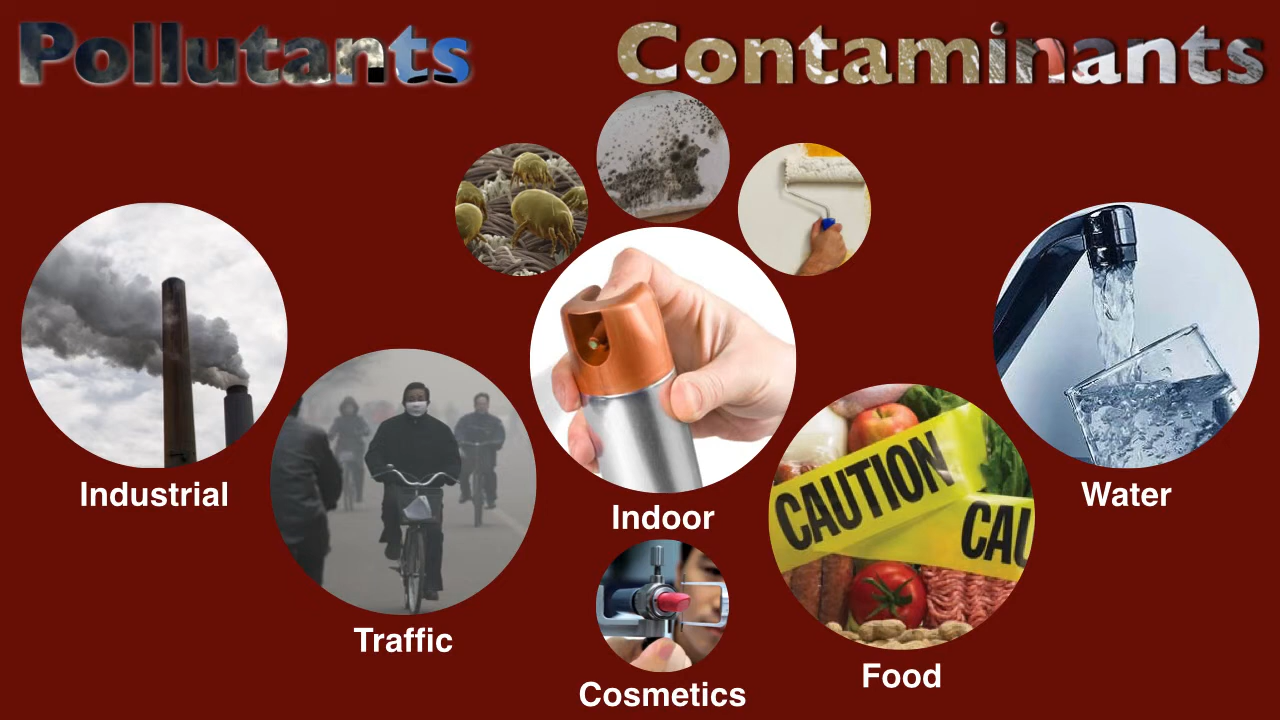 Pollutants
Contaminants
Industrial
Traffic
Indoor
Cosmetics
CAUTION
CAU
Food
Water